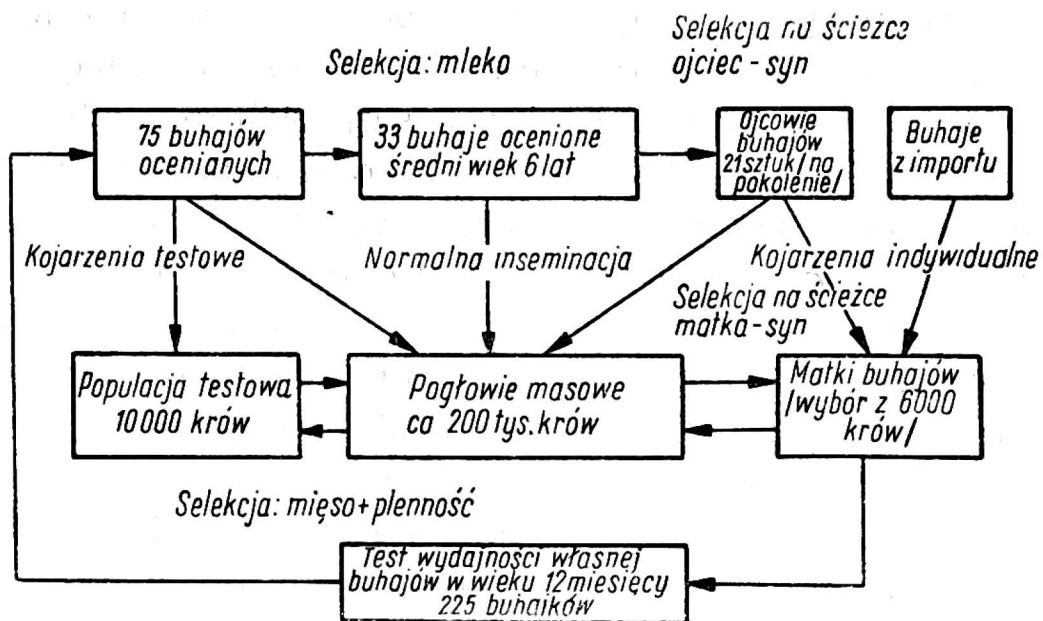 Selekcja na ścieżce
ojciec - syn
Selekcja: mleko
75 buhajów
ocenianych
33 buhaje ocenione
średni wiek 6 lat
Ojcowie
buhajów
21 sztuk/na
pokolenie/
Buhaje
z importu
Kojarzenia testowe
Normalna inseminacja
Kojarzenia indywidualne
Selekcja na ścieżce
matka-syn
Populacja testowa
10 000 krów
Pogłowie masowe
ca 200 tys. krów
Matki buhajów
/wybór z 6000
krów/
Selekcja: mięso+plenność
Test wydajności własnej
buhajów w wieku 12 miesięcy
225 buhajków